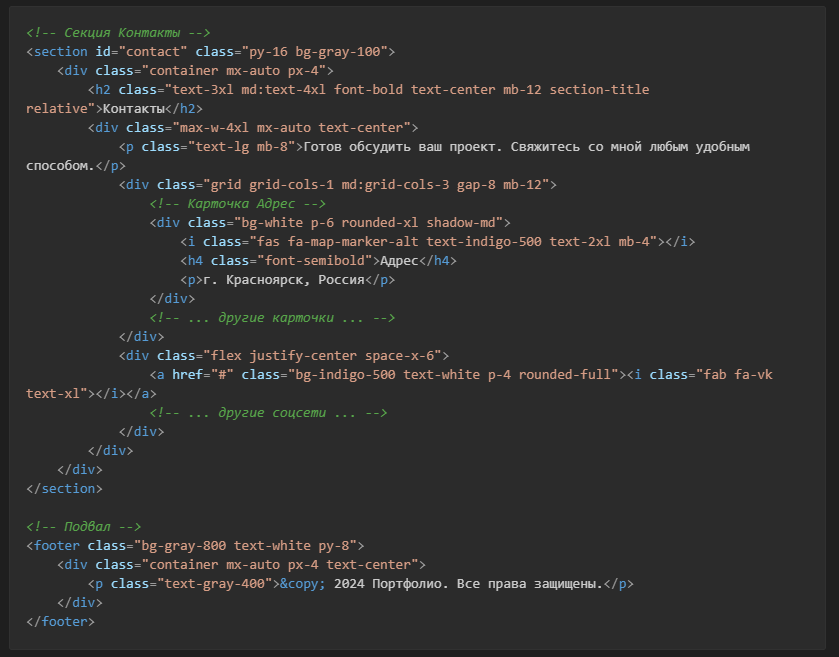 <!-- Секция Контакты -->
<section id="contact" class="py-16 bg-gray-100">
    <div class="container mx-auto px-4">
        <h2 class="text-3xl md:text-4xl font-bold text-center mb-12 section-title
relative">Контакты</h2>
        <div class="max-w-4xl mx-auto text-center">
            <p class="text-lg mb-8">Готов обсудить ваш проект. Свяжитесь со мной любым удобным
способом.</p>
            <div class="grid grid-cols-1 md:grid-cols-3 gap-8 mb-12">
                <!-- Карточка Адрес -->
                <div class="bg-white p-6 rounded-xl shadow-md">
                    <i class="fas fa-map-marker-alt text-indigo-500 text-2xl mb-4"></i>
                    <h4 class="font-semibold">Адрес</h4>
                    <p>г. Красноярск, Россия</p>
                </div>
                <!-- ... другие карточки ... -->
            </div>
            <div class="flex justify-center space-x-6">
                <a href="#" class="bg-indigo-500 text-white p-4 rounded-full"><i class="fab fa-vk
text-xl"></i></a>
                <!-- ... другие соцсети ... -->
            </div>
        </div>
    </div>
</section>

<!-- Подвал -->
<footer class="bg-gray-800 text-white py-8">
    <div class="container mx-auto px-4 text-center">
        <p class="text-gray-400">&copy; 2024 Портфолио. Все права защищены.</p>
    </div>
</footer>